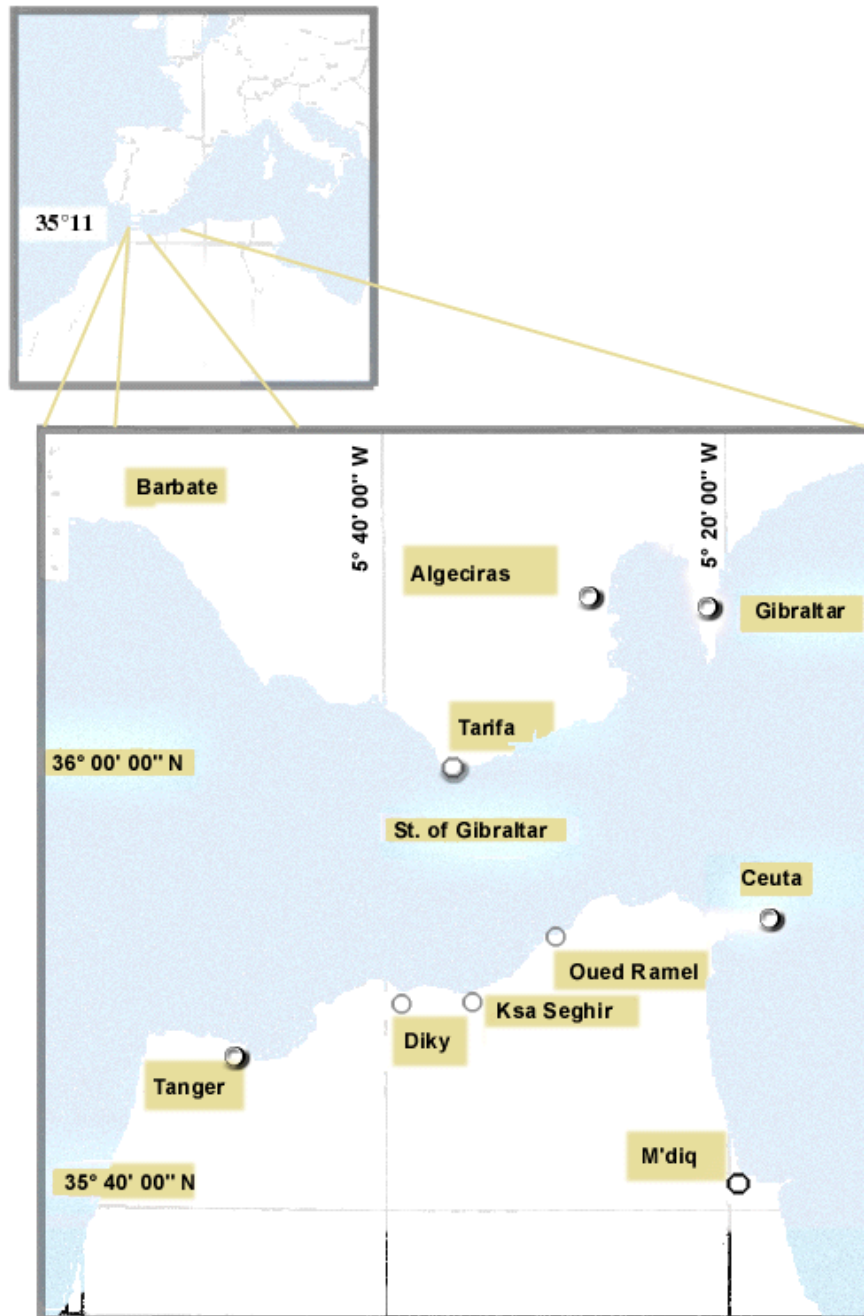 35°11
Barbate
5° 40' 00" W
5° 20' 00" W
Algeciras
Gibraltar
Tarifa
36° 00' 00" N
St. of Gibraltar
Ceuta
Oued Ramel
Ksa Seghir
Diky
Tanger
M'diq
35° 40' 00" N